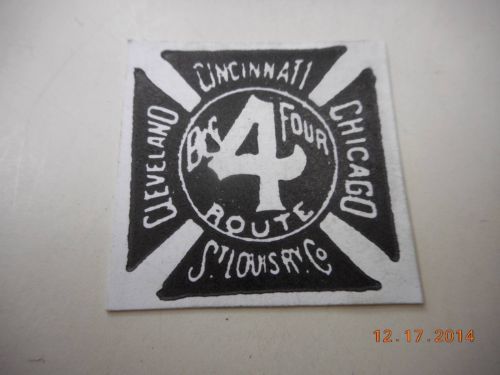 CINCINNATI
CLEVELAND
BIG
4
FOUR
CHICAGO
ROUTE
ST LOUIS RY. CO
12.17.2014